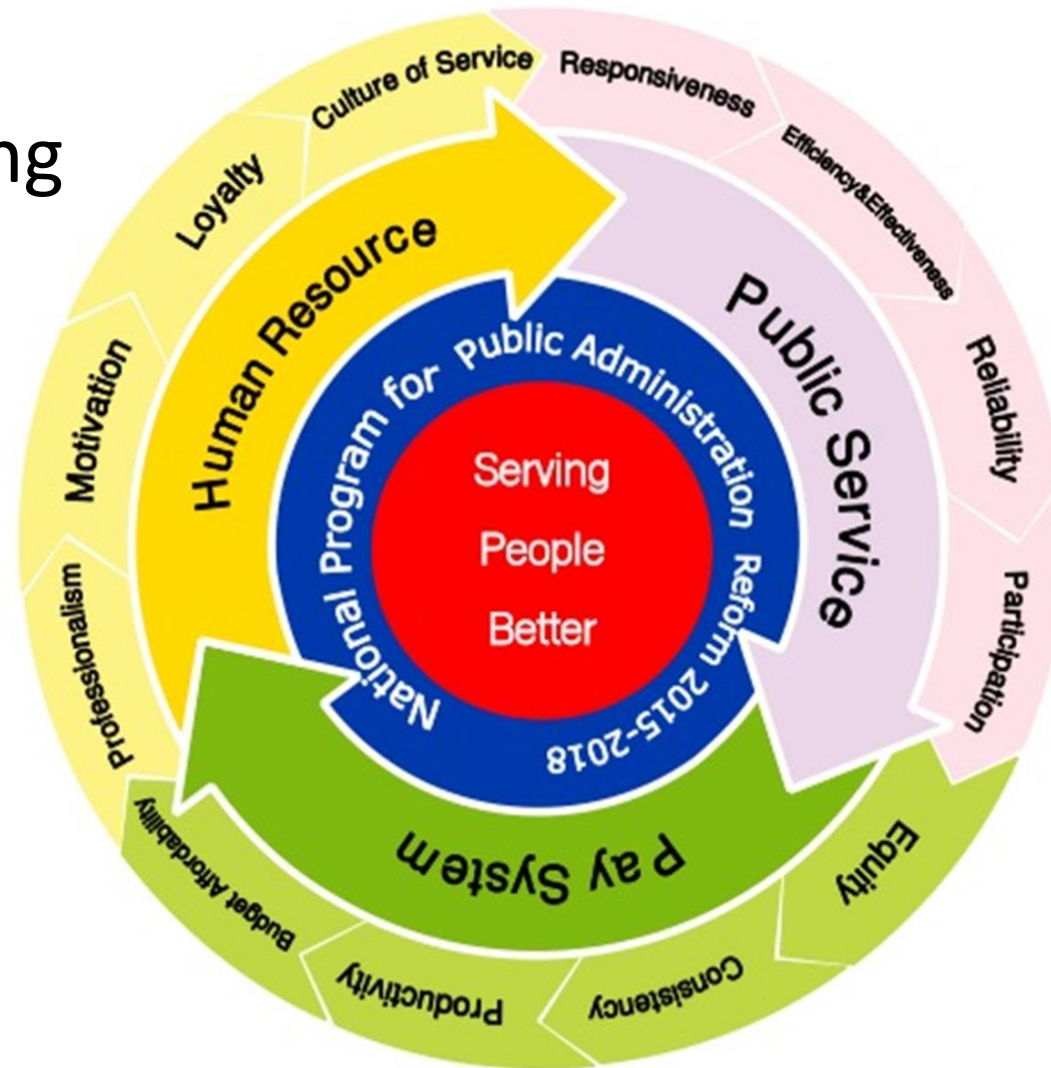 ng
Culture of Service
Responsiveness
Efficiency&Effectiveness
Reliability
Participation
Equity
Consistency
Productivity
Budget Affordability
Professionalism
Motivation
Loyalty
Human Resource
Public Service
Pay System
National Program for Public Administration Reform 2015-2018
Serving
People
Better